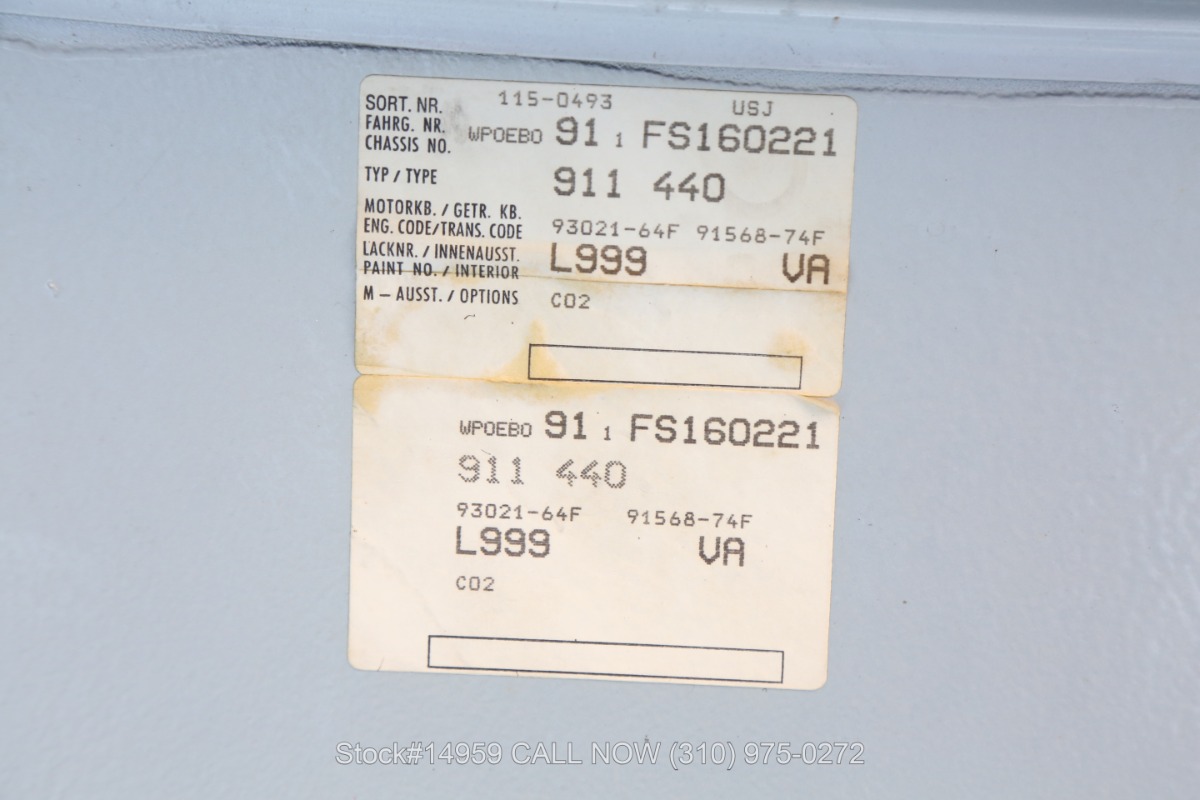 SORT. NR. 115-0493 USJ
FAHRG. NR.
CHASSIS NO. WPOEBO 91 1 FS160221
TYP / TYPE 911 440
MOTORKB. / GETR. KB.
ENG. CODE/TRANS. CODE 93021-64F 91568-74F
LACKNR. / INNENAUSST.
PAINT NO. / INTERIOR L999 VA
M – AUSST. / OPTIONS C02
WPOEBO 91 1 FS160221
911 440
93021-64F 91568-74F
L999 VA
C02
Stock#14959 CALL NOW (310) 975-0272